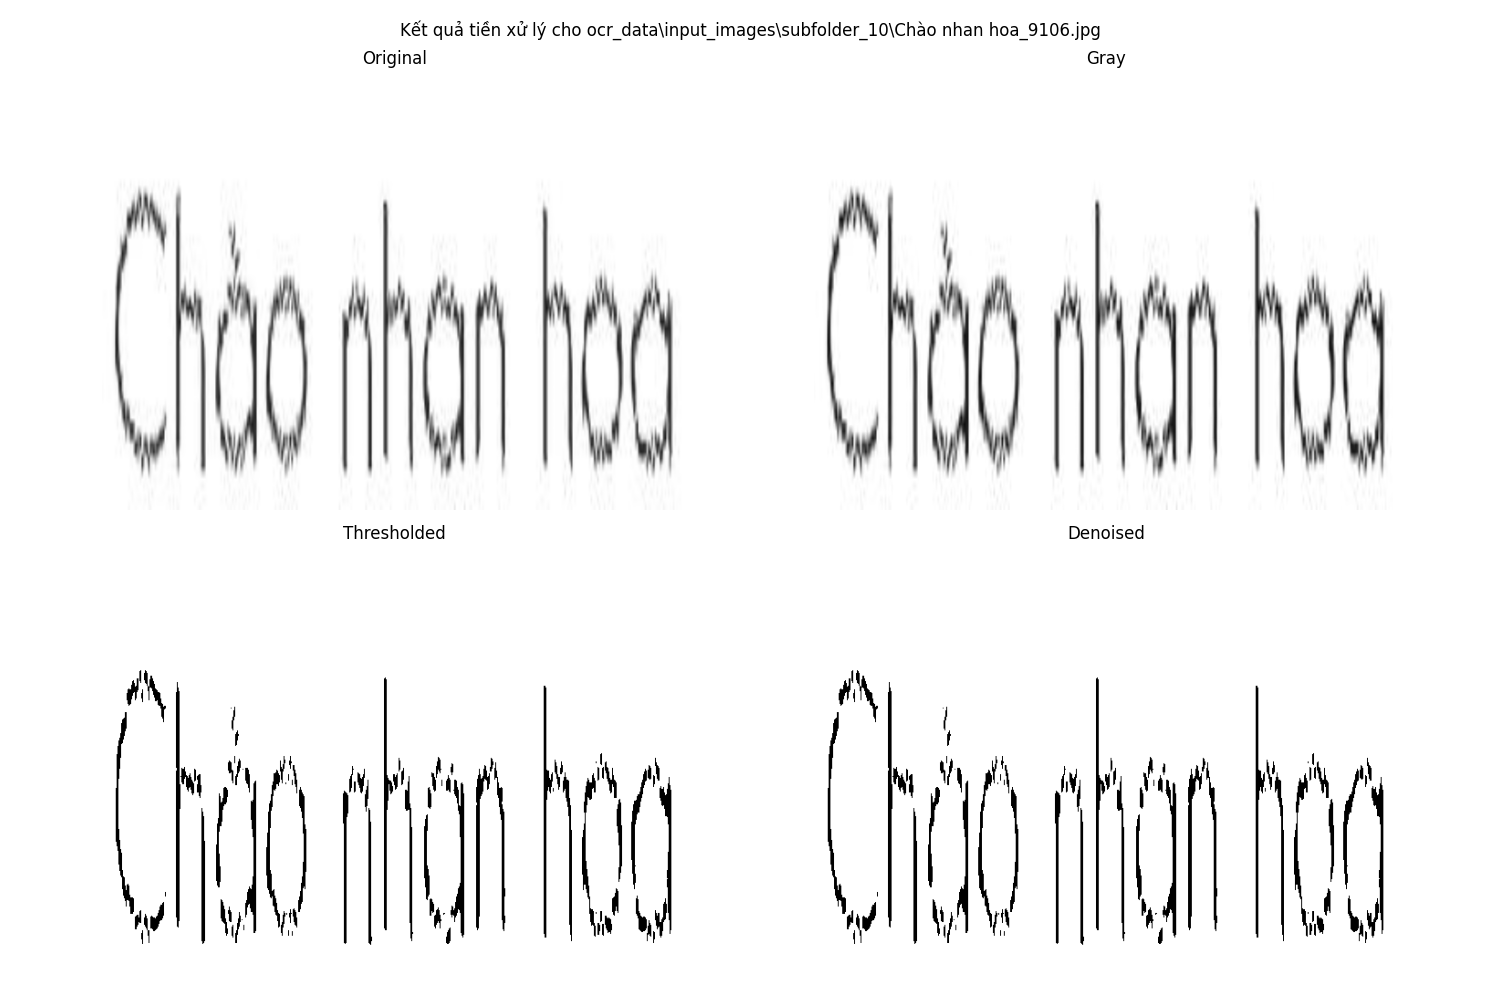 Kết quả tiền xử lý cho ocr_data\input_images\subfolder_10\Chào nhan hoa_9106.jpg
Original
Gray
Chào nhan hoa
Chào nhan hoa
Thresholded
Denoised
Chào nhan hoa
Chào nhan hoa